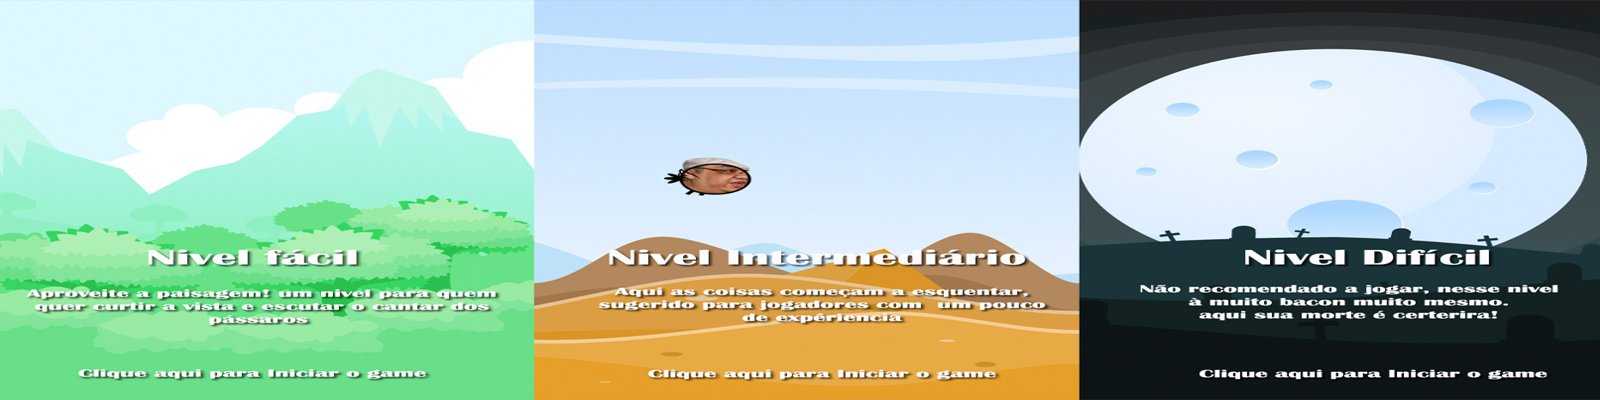 Nivel fácil
Aproveite a paisagem! um nivel para quem
quer curtir a vista e escutar o cantar dos
pássaros
Clique aqui para Iniciar o game
Nivel Intermediário
Aqui as coisas começam a esquentar,
sugerido para jogadores com um pouco
de expériencia
Clique aqui para Iniciar o game
Nivel Difícil
Não recomendado a jogar, nesse nivel
à muito bacon muito mesmo.
aqui sua morte é certerira!
Clique aqui para Iniciar o game